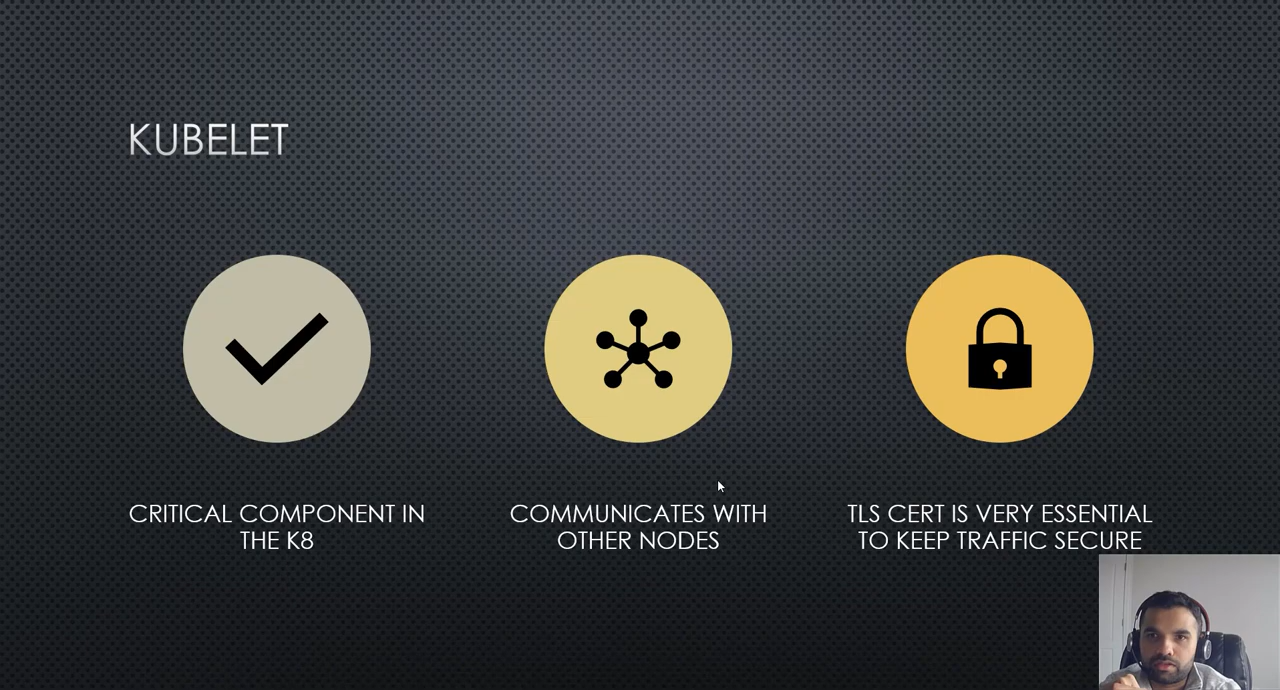 KUBELET
CRITICAL COMPONENT IN
THE K8
COMMUNICATES WITH
OTHER NODES
TLS CERT IS VERY ESSENTIAL
TO KEEP TRAFFIC SECURE